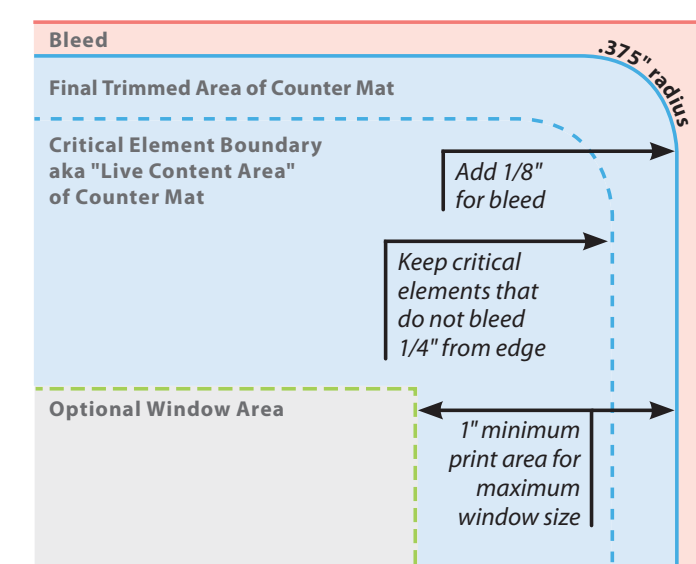 Bleed
.375" radius
Final Trimmed Area of Counter Mat
Critical Element Boundary
aka "Live Content Area"
of Counter Mat
Add 1/8"
for bleed
Keep critical
elements that
do not bleed
1/4" from edge
Optional Window Area
1" minimum
print area for
maximum
window size